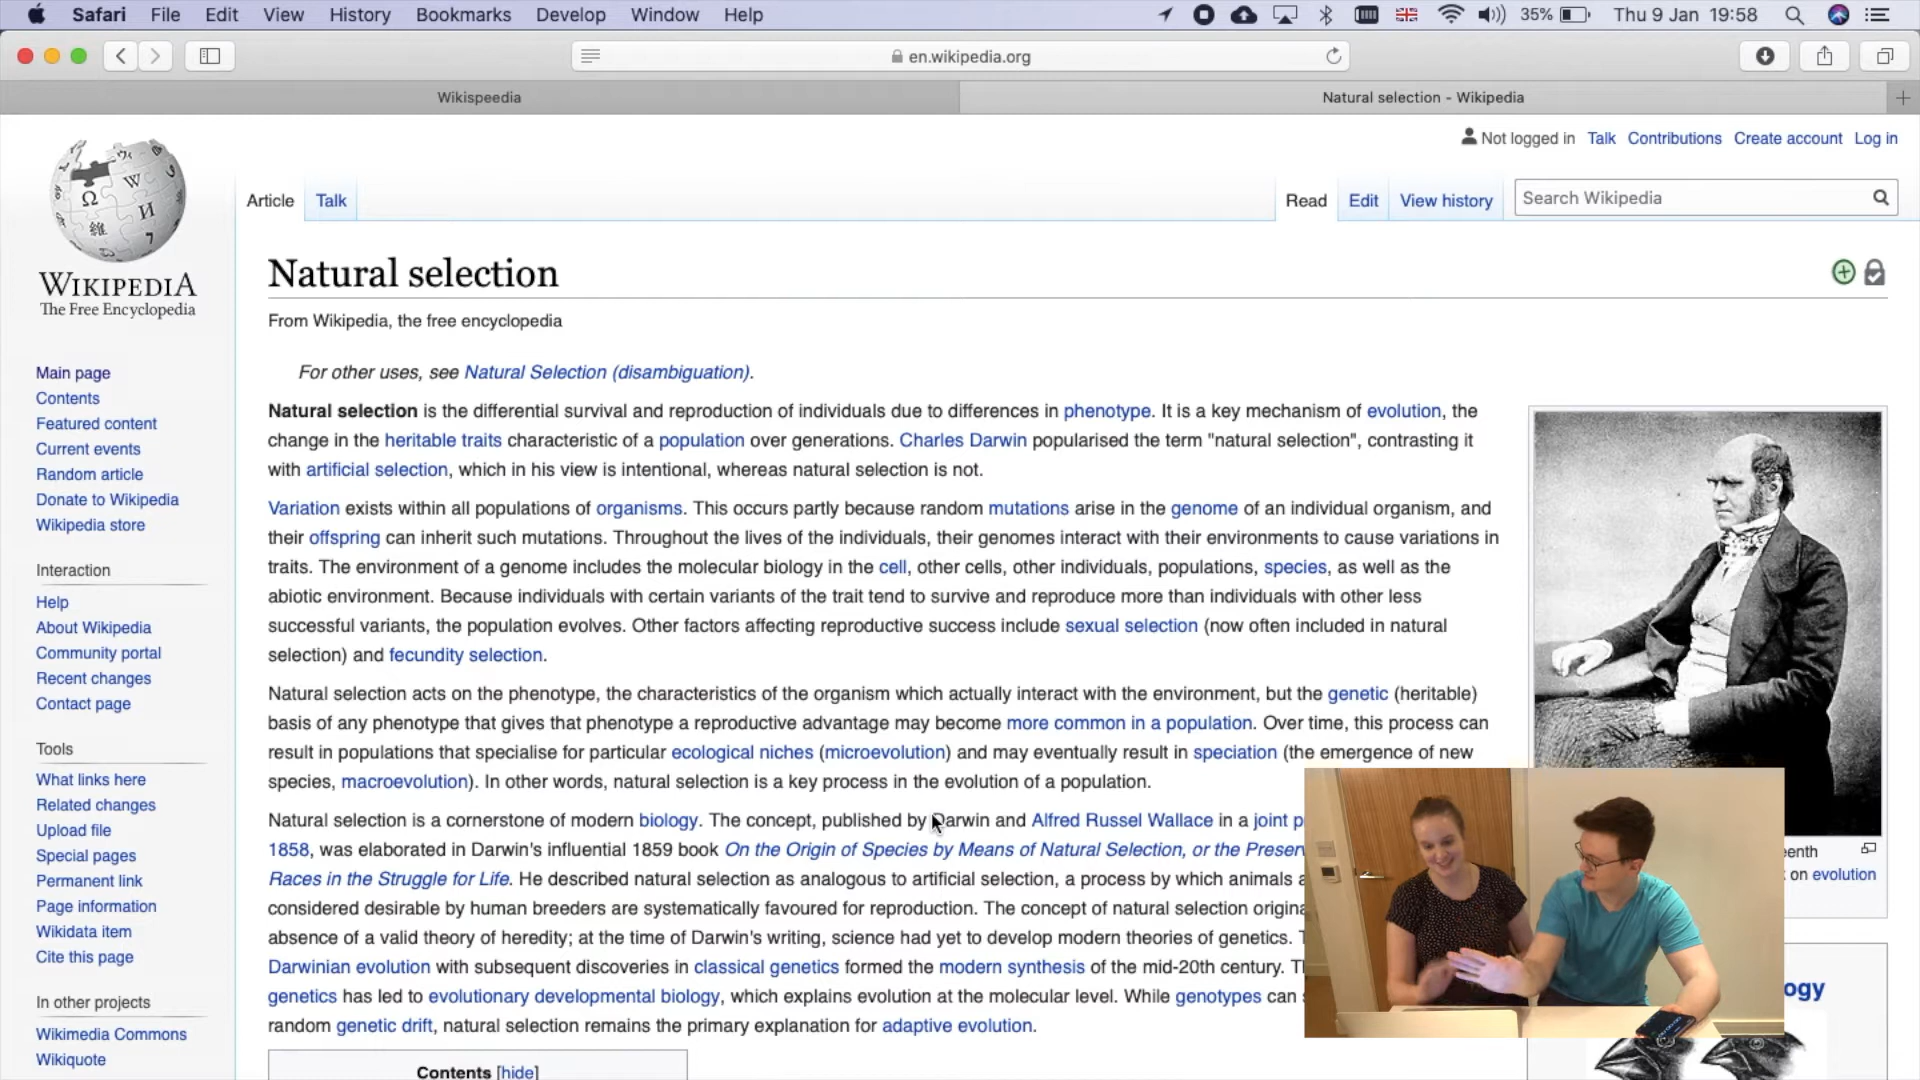 Safari File Edit View History Bookmarks Develop Window Help 35% Thu 9 Jan 19:58
en.wikipedia.org
Wikispeedia
Natural selection - Wikipedia
Not logged in Talk Contributions Create account Log in
Article Talk Read Edit View history Search Wikipedia
WIKIPEDIA
The Free Encyclopedia
Main page
Contents
Featured content
Current events
Random article
Donate to Wikipedia
Wikipedia store
Interaction
Help
About Wikipedia
Community portal
Recent changes
Contact page
Tools
What links here
Related changes
Upload file
Special pages
Permanent link
Page information
Wikidata item
Cite this page
In other projects
Wikimedia Commons
Wikiquote
Natural selection
From Wikipedia, the free encyclopedia
For other uses, see Natural Selection (disambiguation).
Natural selection is the differential survival and reproduction of individuals due to differences in phenotype. It is a key mechanism of evolution, the
change in the heritable traits characteristic of a population over generations. Charles Darwin popularised the term "natural selection", contrasting it
with artificial selection, which in his view is intentional, whereas natural selection is not.
Variation exists within all populations of organisms. This occurs partly because random mutations arise in the genome of an individual organism, and
their offspring can inherit such mutations. Throughout the lives of the individuals, their genomes interact with their environments to cause variations in
traits. The environment of a genome includes the molecular biology in the cell, other cells, other individuals, populations, species, as well as the
abiotic environment. Because individuals with certain variants of the trait tend to survive and reproduce more than individuals with other less
successful variants, the population evolves. Other factors affecting reproductive success include sexual selection (now often included in natural
selection) and fecundity selection.
Natural selection acts on the phenotype, the characteristics of the organism which actually interact with the environment, but the genetic (heritable)
basis of any phenotype that gives that phenotype a reproductive advantage may become more common in a population. Over time, this process can
result in populations that specialise for particular ecological niches (microevolution) and may eventually result in speciation (the emergence of new
species, macroevolution). In other words, natural selection is a key process in the evolution of a population.
Natural selection is a cornerstone of modern biology. The concept, published by Darwin and Alfred Russel Wallace in a joint p
1858, was elaborated in Darwin's influential 1859 book On the Origin of Species by Means of Natural Selection, or the Preser
Races in the Struggle for Life. He described natural selection as analogous to artificial selection, a process by which animals a
considered desirable by human breeders are systematically favoured for reproduction. The concept of natural selection origina
absence of a valid theory of heredity; at the time of Darwin's writing, science had yet to develop modern theories of genetics. T
Darwinian evolution with subsequent discoveries in classical genetics formed the modern synthesis of the mid-20th century. Th
genetics has led to evolutionary developmental biology, which explains evolution at the molecular level. While genotypes can s
random genetic drift, natural selection remains the primary explanation for adaptive evolution.
Contents [hide]
eenth
on evolution
ogy